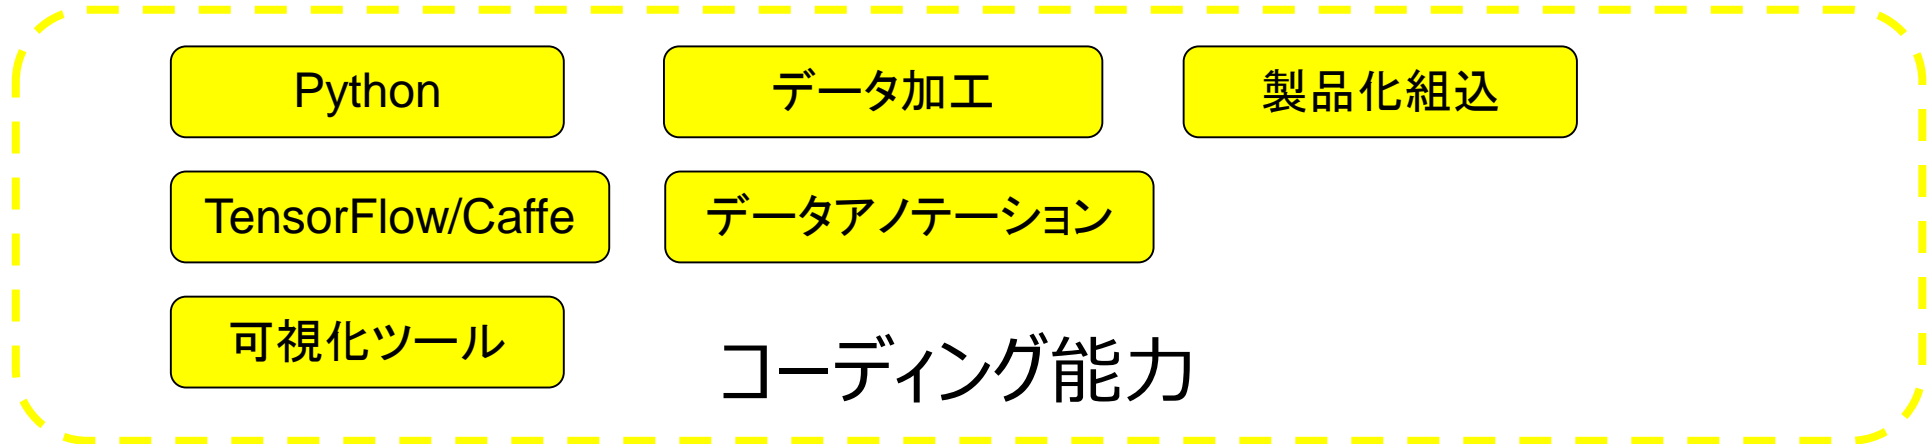 Python
データ加工
製品化組込
TensorFlow/Caffe
データアノテーション
可視化ツール
コーディング能力